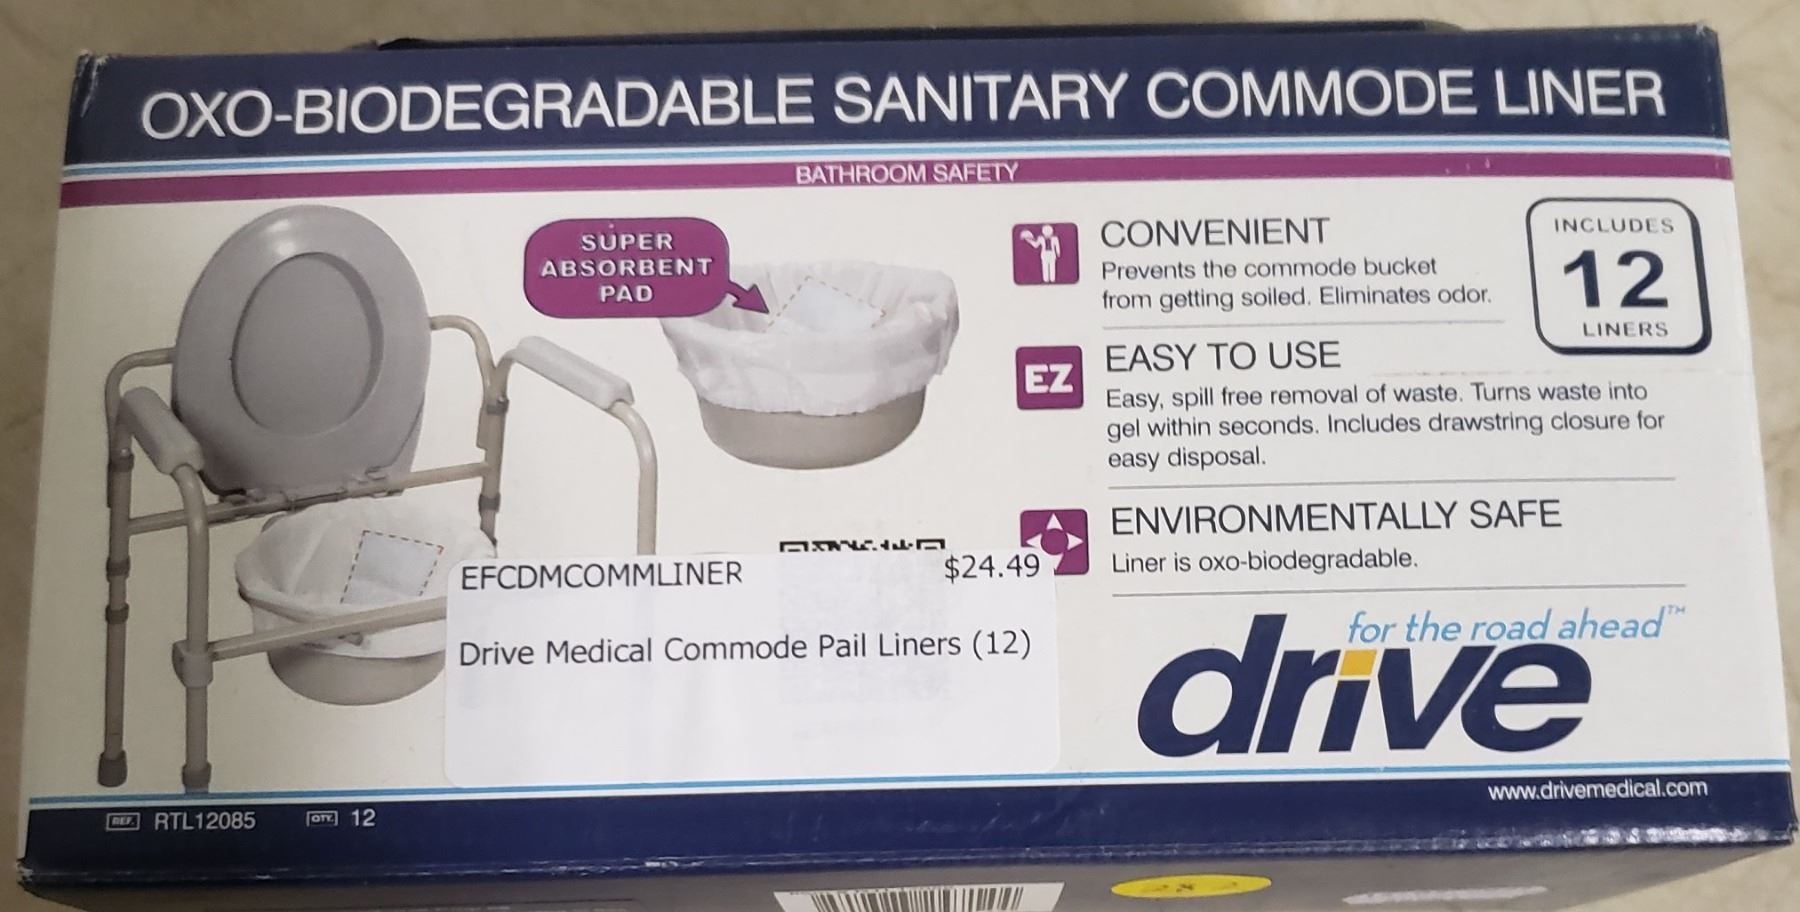 OXO-BIODEGRADABLE SANITARY COMMODE LINER
BATHROOM SAFETY
SUPER
ABSORBENT
PAD
CONVENIENT
Prevents the commode bucket
from getting soiled. Eliminates odor.
INCLUDES
12
LINERS
EZ
EASY TO USE
Easy, spill free removal of waste. Turns waste into
gel within seconds. Includes drawstring closure for
easy disposal.
ENVIRONMENTALLY SAFE
Liner is oxo-biodegradable.
EFCDMCOMMLINER $24.49
Drive Medical Commode Pail Liners (12)
for the road ahead™
drive
www.drivemedical.com
REF. RTL12085 QTY. 12